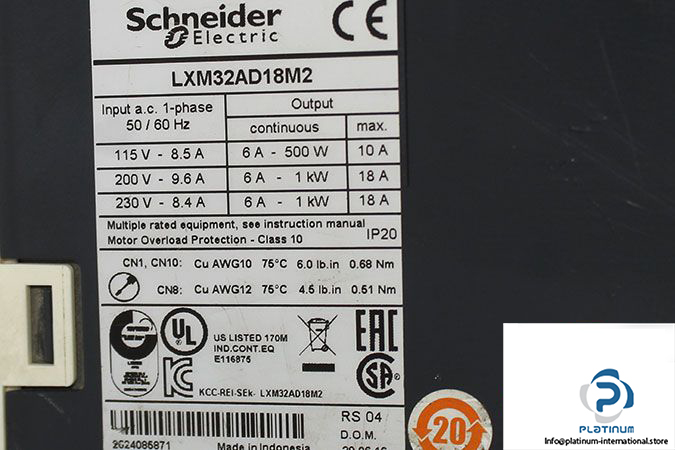 Schneider
Electric
CE
LXM32AD18M2
Input a.c. 1-phase
50 / 60 Hz
Output
continuous
max.
115 V - 8.5 A
6 A - 500 W
10 A
200 V - 9.6 A
6 A - 1 kW
18 A
230 V - 8.4 A
6 A - 1 kW
18 A
Multiple rated equipment, see instruction manual
Motor Overload Protection - Class 10
IP20
CN1, CN10: Cu AWG10 75°C 6.0 lb.in 0.68 Nm
CN8: Cu AWG12 75°C 4.5 lb.in 0.51 Nm
UL
US LISTED 170M
IND.CONT.EQ
E116875
EAC
SA
KCC-REI-SEk- LXM32AD18M2
RS 04
D.O.M.
2624086871
Made in Indonesia
20
PLATINUM
Info@platinum-international.store